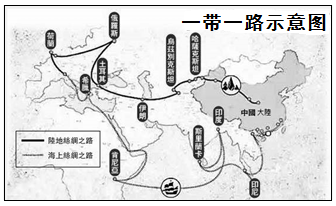 一带一路示意图
俄羅斯
荷蘭
土耳其
希臘
伊朗
烏茲別克斯坦
哈薩克斯坦
中國大陸
印度
斯里蘭卡
肯尼亞
印尼
陸地絲綢之路
海上絲綢之路